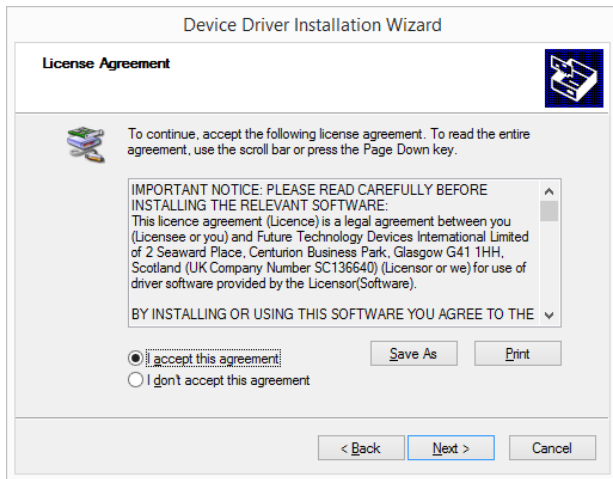 Device Driver Installation Wizard
License Agreement
To continue, accept the following license agreement. To read the entire
agreement, use the scroll bar or press the Page Down key.
IMPORTANT NOTICE: PLEASE READ CAREFULLY BEFORE
INSTALLING THE RELEVANT SOFTWARE:
This licence agreement (Licence) is a legal agreement between you
(Licensee or you) and Future Technology Devices International Limited
of 2 Seaward Place, Centurion Business Park, Glasgow G41 1HH,
Scotland (UK Company Number SC136640) (Licensor or we) for use of
driver software provided by the Licensor(Software).
BY INSTALLING OR USING THIS SOFTWARE YOU AGREE TO THE
I accept this agreement
Save As
Print
I don't accept this agreement
< Back
Next >
Cancel